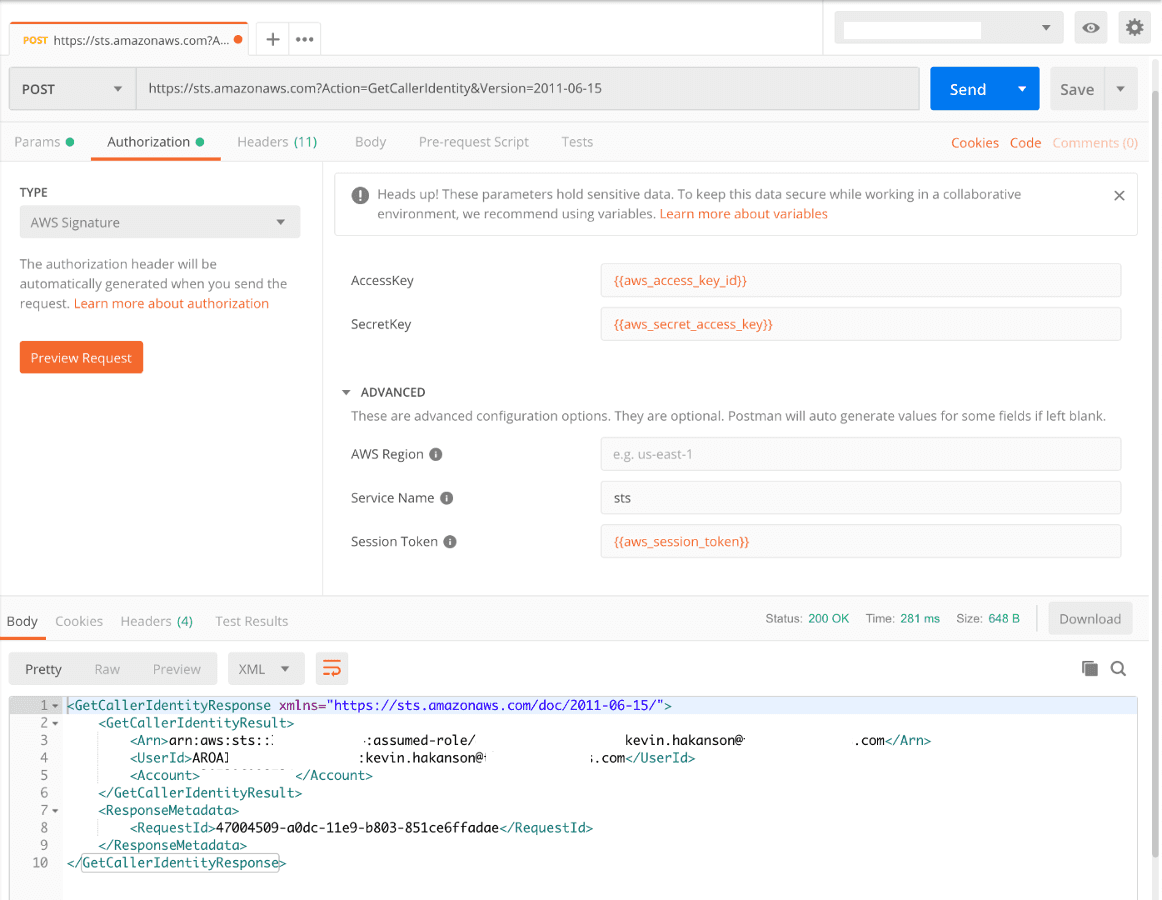 POST https://sts.amazonaws.com?A...
POST https://sts.amazonaws.com?Action=GetCallerIdentity&Version=2011-06-15 Send Save
Params Authorization Headers (11) Body Pre-request Script Tests Cookies Code Comments (0)
TYPE
AWS Signature
The authorization header will be
automatically generated when you send the
request. Learn more about authorization
Preview Request
Heads up! These parameters hold sensitive data. To keep this data secure while working in a collaborative
environment, we recommend using variables. Learn more about variables
AccessKey {{aws_access_key_id}}
SecretKey {{aws_secret_access_key}}
ADVANCED
These are advanced configuration options. They are optional. Postman will auto generate values for some fields if left blank.
AWS Region e.g. us-east-1
Service Name sts
Session Token {{aws_session_token}}
Body Cookies Headers (4) Test Results Status: 200 OK Time: 281 ms Size: 648 B Download
Pretty Raw Preview XML
1 <GetCallerIdentityResponse xmlns="https://sts.amazonaws.com/doc/2011-06-15/">
2 <GetCallerIdentityResult>
3 <Arn>arn:aws:sts:: :assumed-role/ kevin.hakanson@ .com</Arn>
4 <UserId>AROAI :kevin.hakanson@ s.com</UserId>
5 <Account> </Account>
6 </GetCallerIdentityResult>
7 <ResponseMetadata>
8 <RequestId>47004509-a0dc-11e9-b803-851ce6ffadae</RequestId>
9 </ResponseMetadata>
10 </GetCallerIdentityResponse>